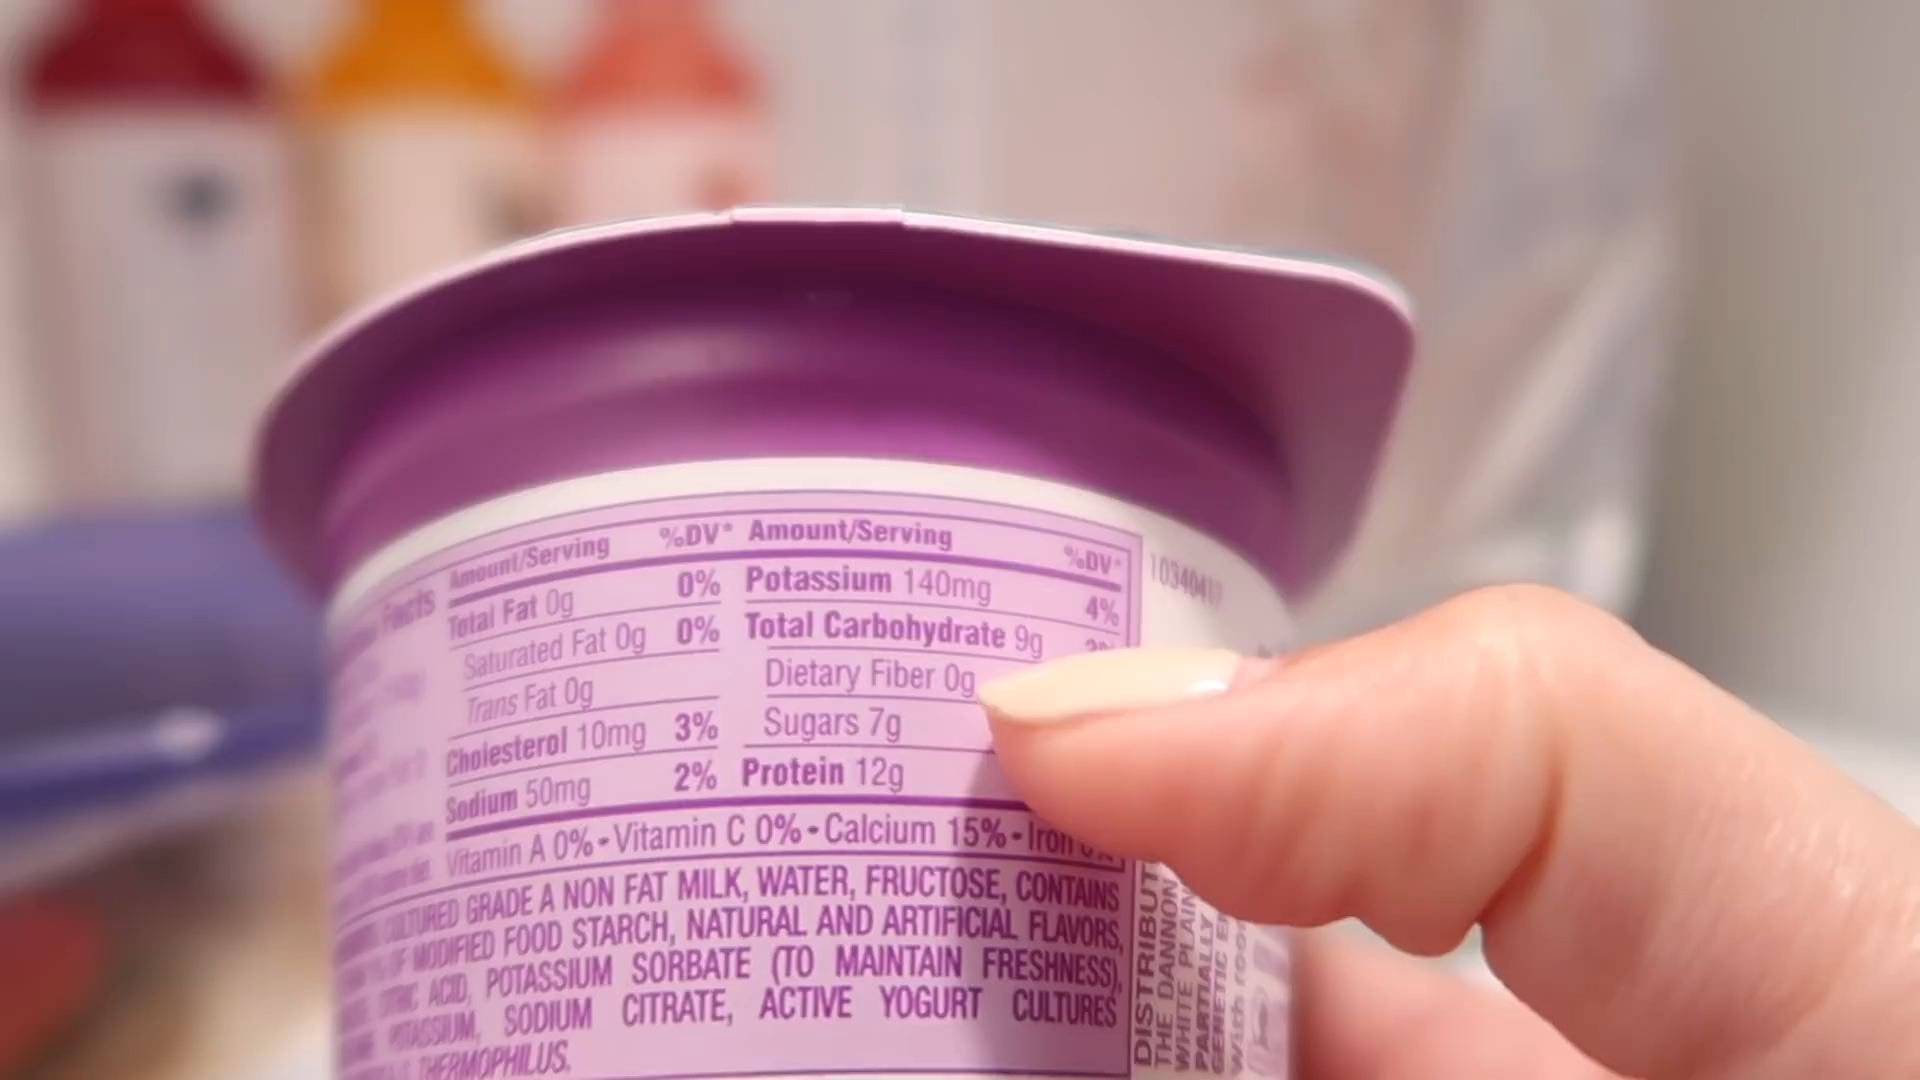 Facts
Amount/Serving %DV* Amount/Serving %DV*
Total Fat 0g 0% Potassium 140mg 4%
Saturated Fat 0g 0% Total Carbohydrate 9g
Trans Fat 0g Dietary Fiber 0g
Cholesterol 10mg 3% Sugars 7g
Sodium 50mg 2% Protein 12g
Vitamin A 0% • Vitamin C 0% • Calcium 15% • Iron
CULTURED GRADE A NON FAT MILK, WATER, FRUCTOSE, CONTAINS
OF MODIFIED FOOD STARCH, NATURAL AND ARTIFICIAL FLAVORS,
ACID, POTASSIUM SORBATE (TO MAINTAIN FRESHNESS),
POTASSIUM, SODIUM CITRATE, ACTIVE YOGURT CULTURES
THERMOPHILUS.
10340417
THE DANNON
WHITE PLAIN
PARTIALLY